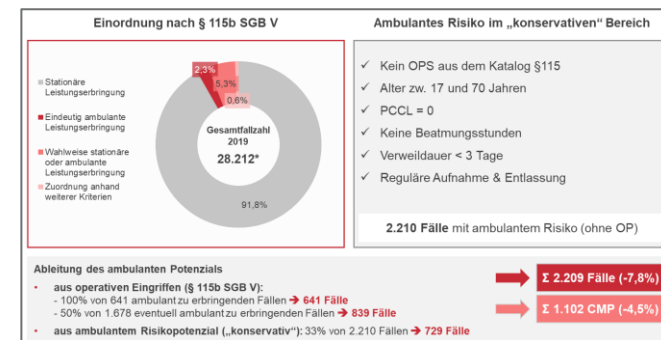 Einordnung nach § 115b SGB V
Stationäre
Leistungserbringung
Eindeutig ambulante
Leistungserbringung
Wahlweise stationäre
oder ambulante
Leistungserbringung
Zuordnung anhand
weiterer Kriterien
2,3%
5,3%
0,6%
Gesamtfallzahl
2019
28.212*
91,8%
Ambulantes Risiko im „konservativen“ Bereich
✓ Kein OPS aus dem Katalog §115
✓ Alter zw. 17 und 70 Jahren
✓ PCCL = 0
✓ Keine Beatmungsstunden
✓ Verweildauer < 3 Tage
✓ Reguläre Aufnahme & Entlassung
2.210 Fälle mit ambulantem Risiko (ohne OP)
Ableitung des ambulanten Potenzials
• aus operativen Eingriffen (§ 115b SGB V):
- 100% von 641 ambulant zu erbringenden Fällen ➔ 641 Fälle
- 50% von 1.678 eventuell ambulant zu erbringenden Fällen ➔ 839 Fälle
• aus ambulantem Risikopotenzial („konservativ“): 33% von 2.210 Fällen ➔ 729 Fälle
Σ 2.209 Fälle (-7,8%)
Σ 1.102 CMP (-4,5%)